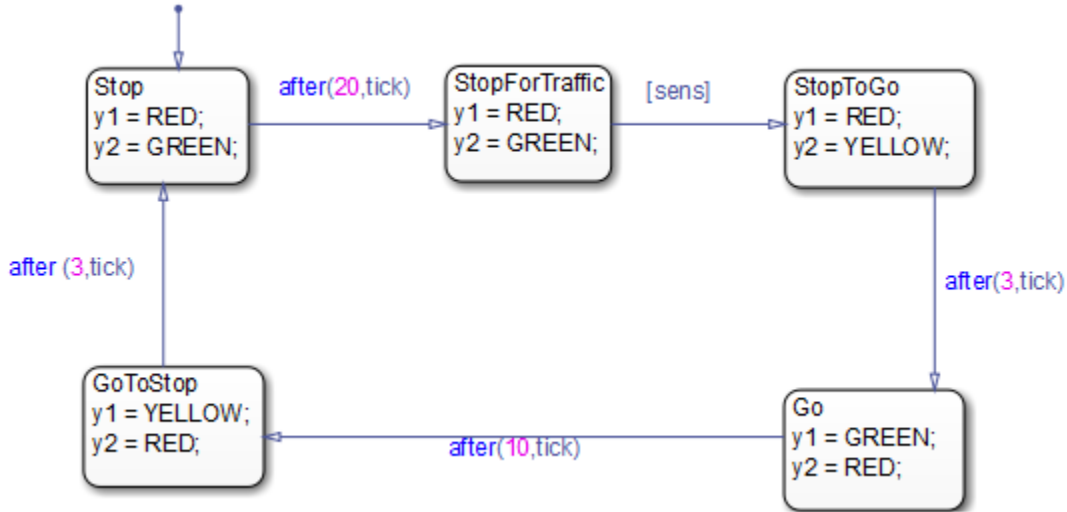 Stop
y1 = RED;
y2 = GREEN;
after(20,tick)
StopForTraffic
y1 = RED;
y2 = GREEN;
[sens]
StopToGo
y1 = RED;
y2 = YELLOW;
after (3,tick)
after(3,tick)
GoToStop
y1 = YELLOW;
y2 = RED;
after(10,tick)
Go
y1 = GREEN;
y2 = RED;